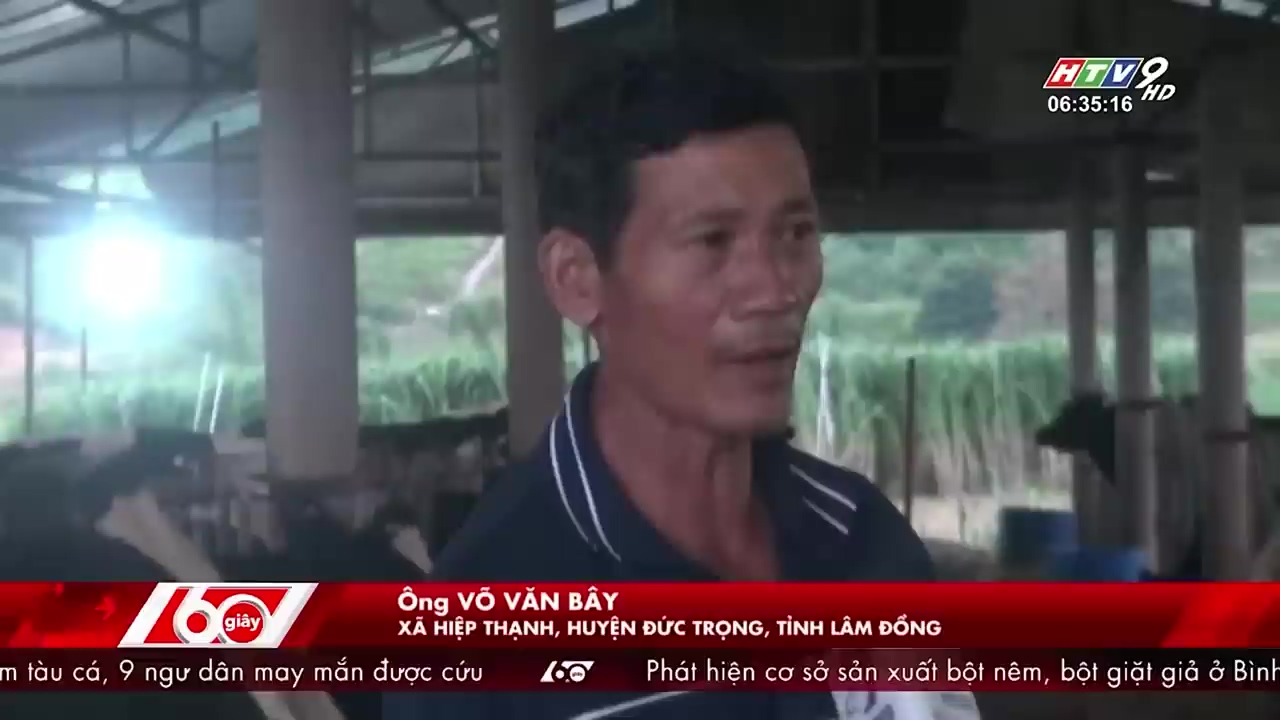 HTV9
HD
06:35:16
60 giây
Ông VÕ VĂN BÂY
XÃ HIỆP THẠNH, HUYỆN ĐỨC TRỌNG, TỈNH LÂM ĐỒNG
m tàu cá, 9 ngư dân may mắn được cứu 60 giây Phát hiện cơ sở sản xuất bột nêm, bột giặt giả ở Bình